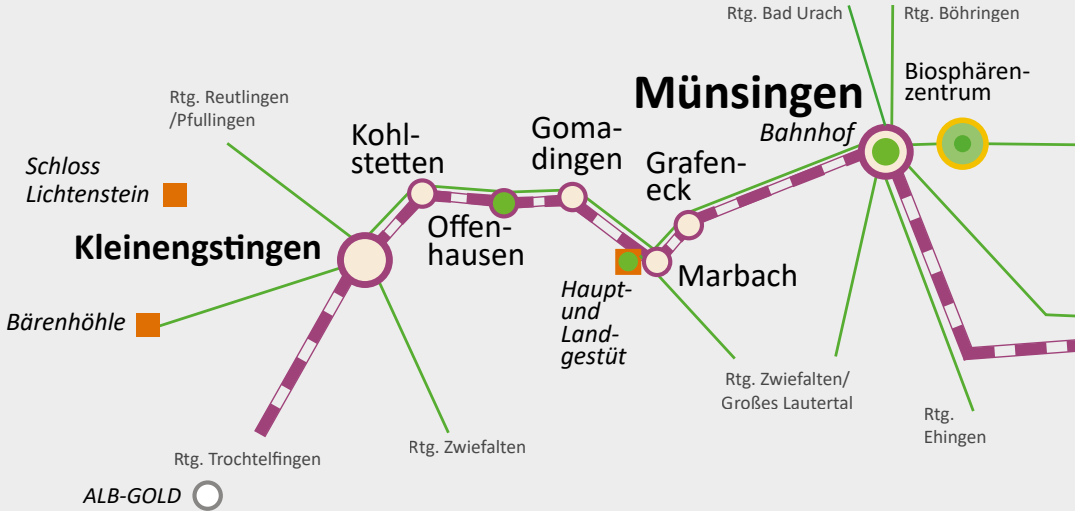 Rtg. Bad Urach
Rtg. Böhringen
Münsingen
Bahnhof
Biosphären-
zentrum
Rtg. Reutlingen
/Pfullingen
Kohl-
stetten
Goma-
dingen
Grafen-
eck
Schloss
Lichtenstein
Kleinengstingen
Offen-
hausen
Marbach
Haupt-
und
Land-
gestüt
Bärenhöhle
Rtg. Zwiefalten/
Großes Lautertal
Rtg.
Ehingen
Rtg. Trochtelfingen
Rtg. Zwiefalten
ALB-GOLD